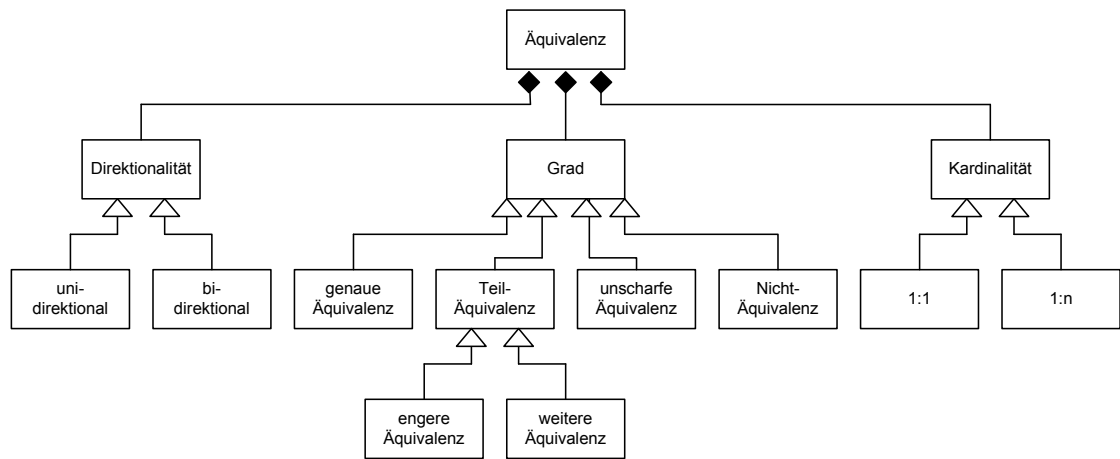 Äquivalenz
Direktionalität
Grad
Kardinalität
uni-
direktional
bi-
direktional
genaue
Äquivalenz
Teil-
Äquivalenz
unscharfe
Äquivalenz
Nicht-
Äquivalenz
1:1
1:n
engere
Äquivalenz
weitere
Äquivalenz